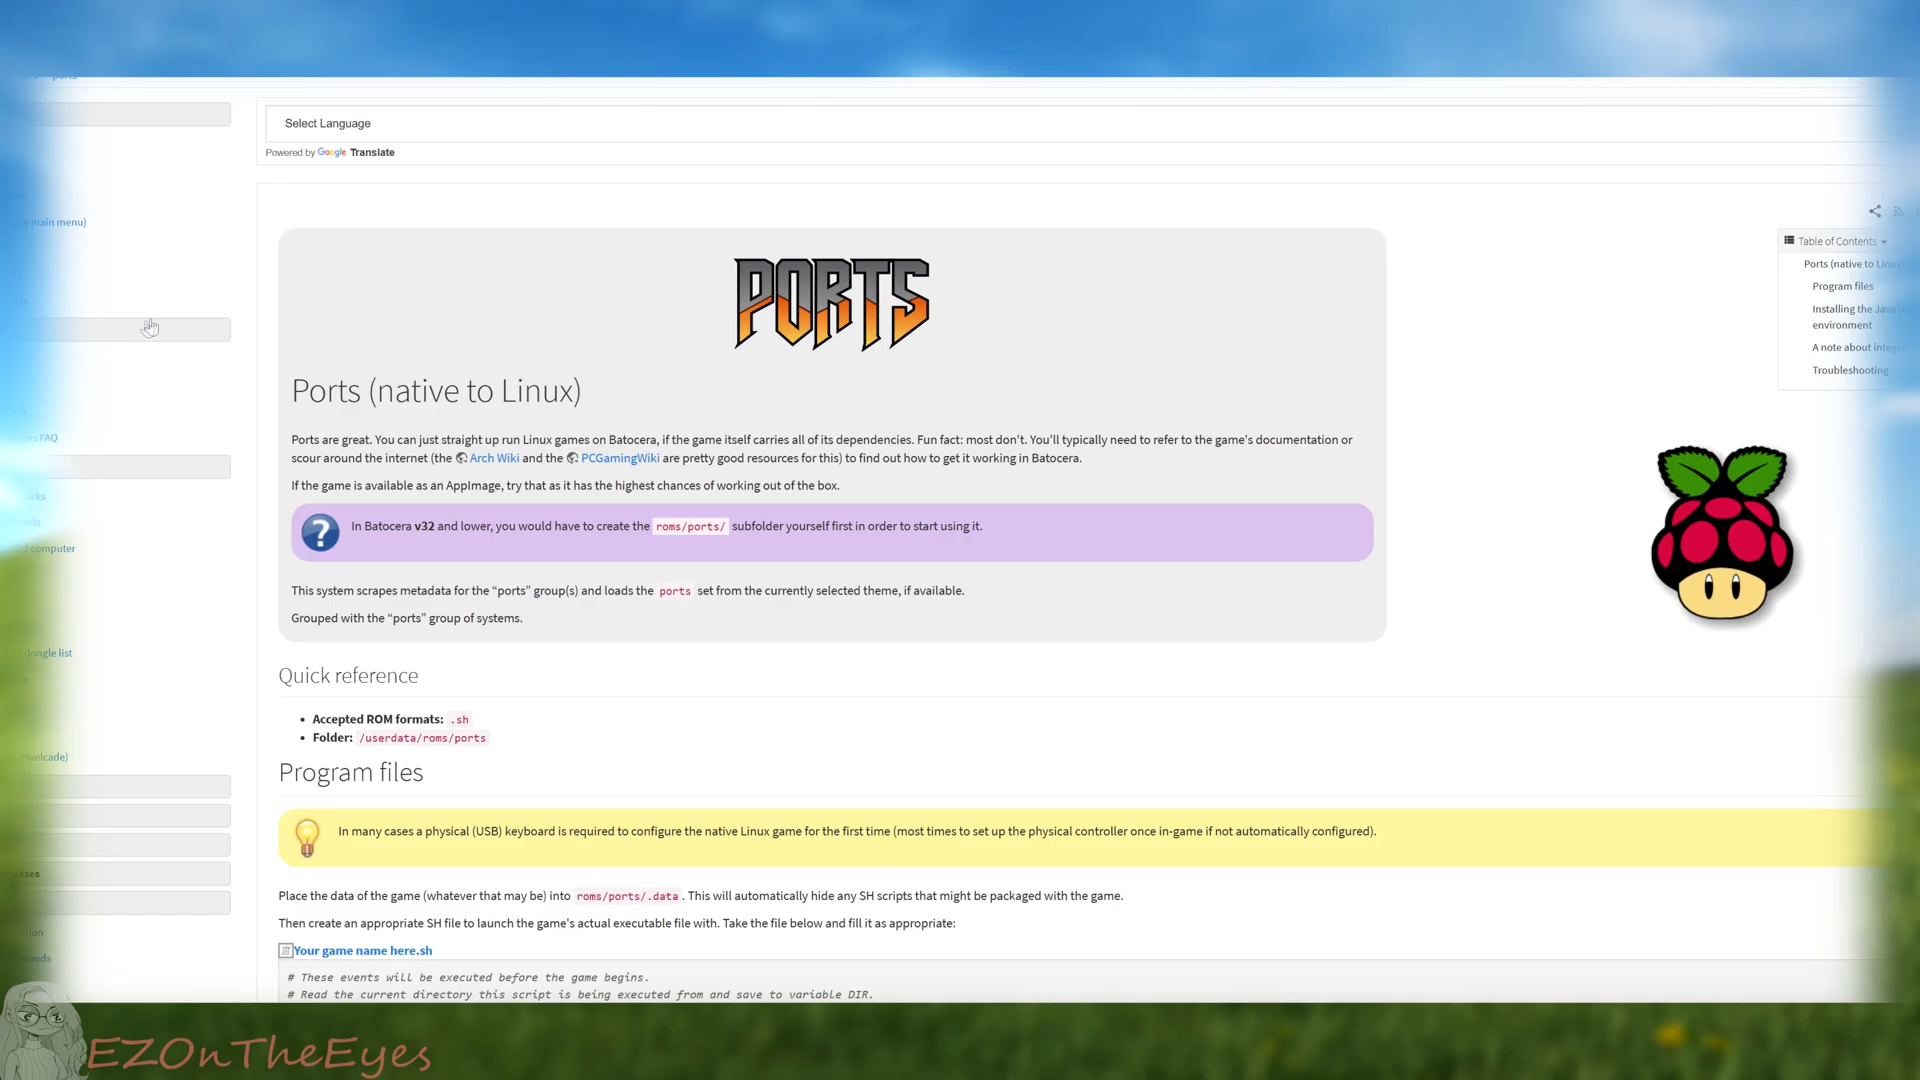 Select Language
Powered by Google Translate
main menu)
PORTS
Table of Contents
Ports (native to Linux)
Program files
Installing the Java
environment
A note about
Troubleshooting
Ports (native to Linux)
Ports are great. You can just straight up run Linux games on Batocera, if the game itself carries all of its dependencies. Fun fact: most don't. You'll typically need to refer to the game's documentation or
scour around the internet (the Arch Wiki and the PCGamingWiki are pretty good resources for this) to find out how to get it working in Batocera.
If the game is available as an AppImage, try that as it has the highest chances of working out of the box.
In Batocera v32 and lower, you would have to create the roms/ports/ subfolder yourself first in order to start using it.
This system scrapes metadata for the “ports” group(s) and loads the ports set from the currently selected theme, if available.
Grouped with the “ports” group of systems.
FAQ
computer
dongle list
Pixelcade)
Quick reference
• Accepted ROM formats: .sh
• Folder: /userdata/roms/ports
Program files
In many cases a physical (USB) keyboard is required to configure the native Linux game for the first time (most times to set up the physical controller once in-game if not automatically configured).
Place the data of the game (whatever that may be) into roms/ports/.data. This will automatically hide any SH scripts that might be packaged with the game.
Then create an appropriate SH file to launch the game's actual executable file with. Take the file below and fill it as appropriate:
Your game name here.sh
# These events will be executed before the game begins.
# Read the current directory this script is being executed from and save to variable DIR.
EZOnTheEyes